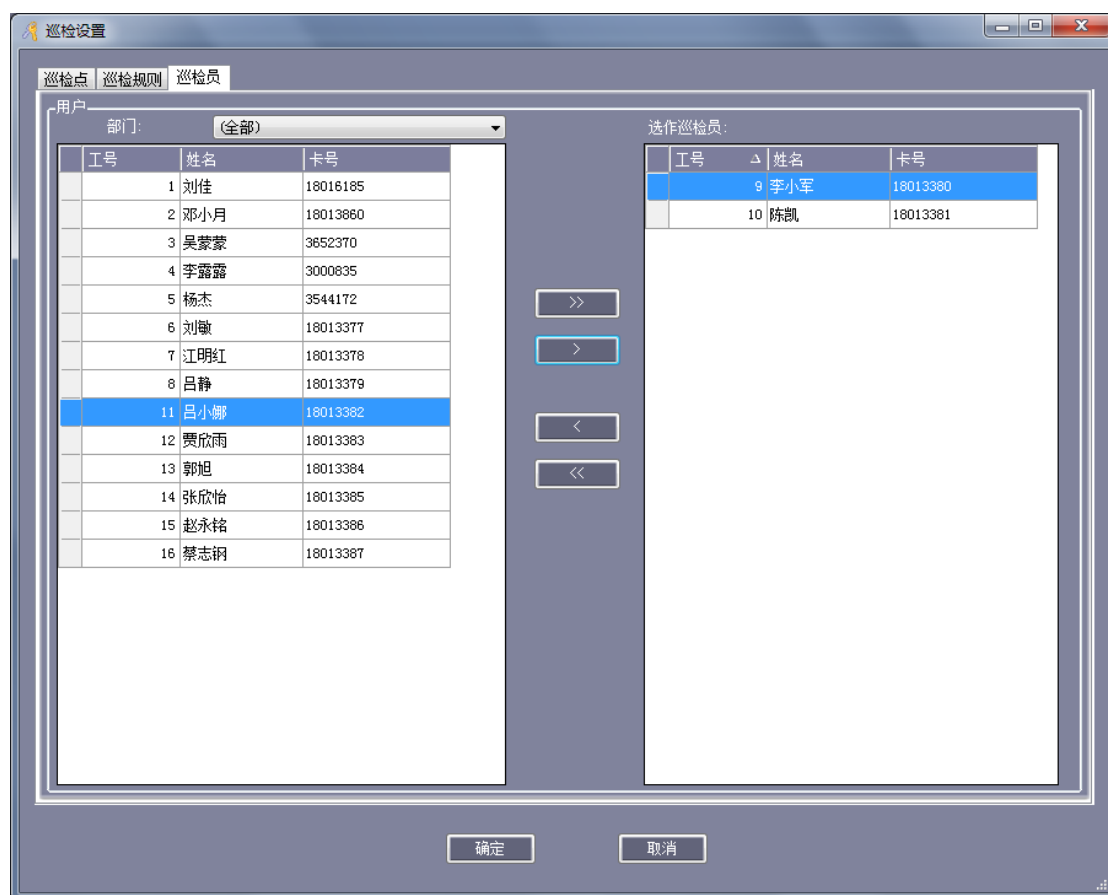 巡检设置
巡检点 巡检规则 巡检员
用户
部门: (全部) 选作巡检员:
工号 姓名 卡号
1 刘佳 18016185
2 邓小月 18013860
3 吴蒙蒙 3652370
4 李露露 3000835
5 杨杰 3544172
6 刘敏 18013377
7 江明红 18013378
8 吕静 18013379
11 吕小娜 18013382
12 贾欣雨 18013383
13 郭旭 18013384
14 张欣怡 18013385
15 赵永铭 18013386
16 蔡志钢 18013387
>>
>
<
<<
工号 姓名 卡号
9 李小军 18013380
10 陈凯 18013381
确定 取消